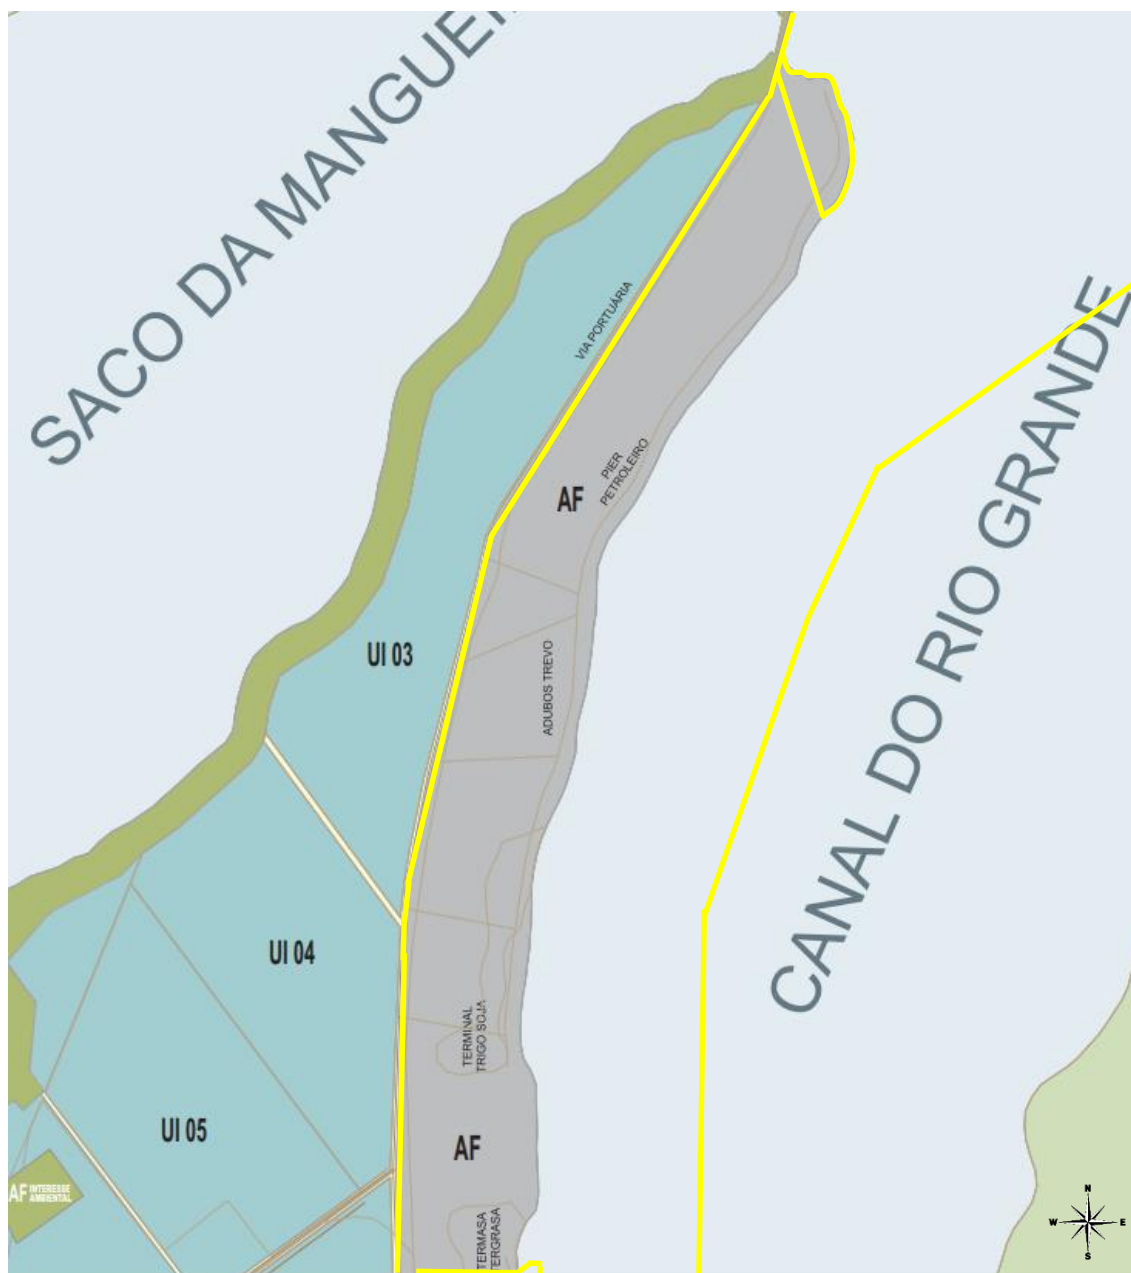 SACO DA MANGUEI
VIA PORTUÁRIA
PIER
PETROLEIRO
AF
CANAL DO RIO GRANDE
UI 03
ADUBOS TREVO
UI 04
TERMINAL
TRIGO SOJA
UI 05
AF
AF INTERESSE
AMBIENTAL
TERMASA
TERGRASA
N
W E
S